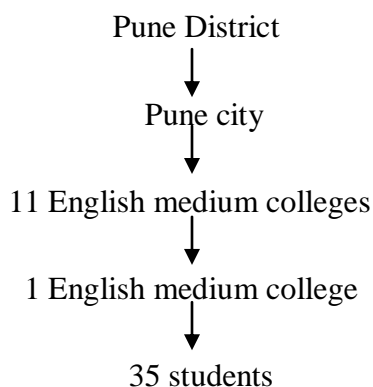 Pune District
Pune city
11 English medium colleges
1 English medium college
35 students